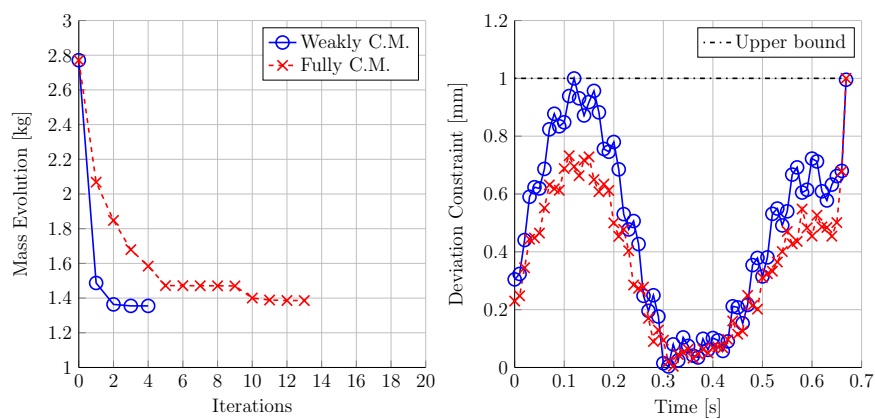 Mass Evolution [kg]
3
2.8
2.6
2.4
2.2
2
1.8
1.6
1.4
1.2
1
Weakly C.M.
Fully C.M.
0 2 4 6 8 10 12 14 16 18 20
Iterations
Deviation Constraint [mm]
1.2
1
0.8
0.6
0.4
0.2
0
Upper bound
0 0.1 0.2 0.3 0.4 0.5 0.6 0.7
Time [s]